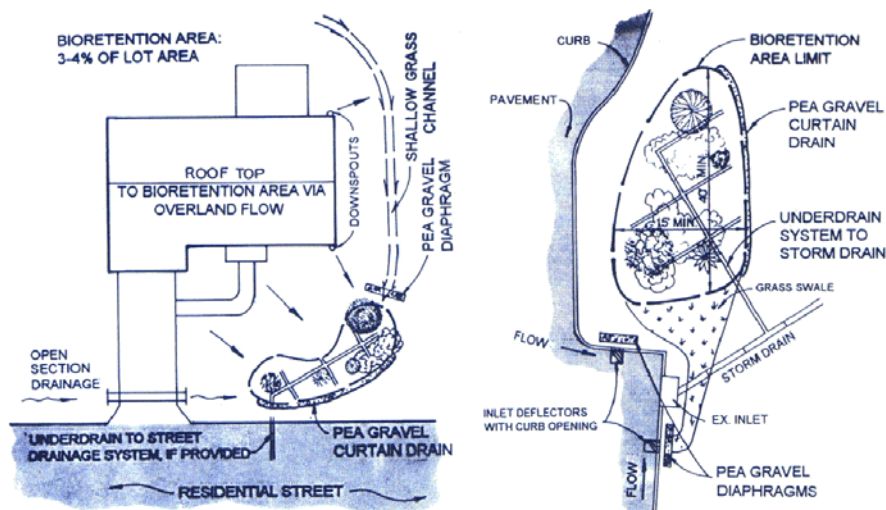 BIORETENTION AREA:
3-4% OF LOT AREA
SHALLOW GRASS
CHANNEL
PEA GRAVEL
DIAPHRAGM
DOWNSPOUTS
ROOF TOP
TO BIORETENTION AREA VIA
OVERLAND FLOW
OPEN
SECTION
DRAINAGE
UNDERDRAIN TO STREET
DRAINAGE SYSTEM, IF PROVIDED
PEA GRAVEL
CURTAIN DRAIN
RESIDENTIAL STREET
CURB
BIORETENTION
AREA LIMIT
PAVEMENT
PEA GRAVEL
CURTAIN
DRAIN
40' MIN
15' MIN
UNDERDRAIN
SYSTEM TO
STORM DRAIN
GRASS SWALE
FLOW
STORM DRAIN
INLET DEFLECTORS
WITH CURB OPENING
EX. INLET
FLOW
PEA GRAVEL
DIAPHRAGMS